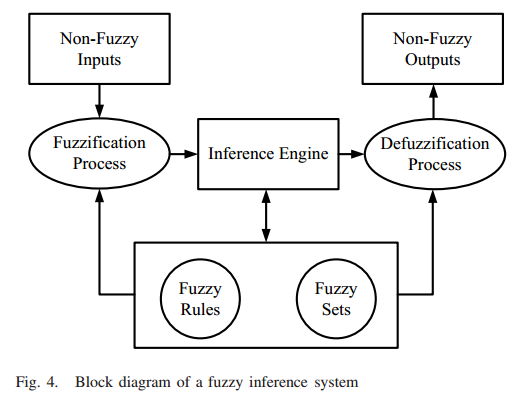 Non-Fuzzy
Inputs
Non-Fuzzy
Outputs
Fuzzification
Process
Inference Engine
Defuzzification
Process
Fuzzy
Rules
Fuzzy
Sets
Fig. 4. Block diagram of a fuzzy inference system